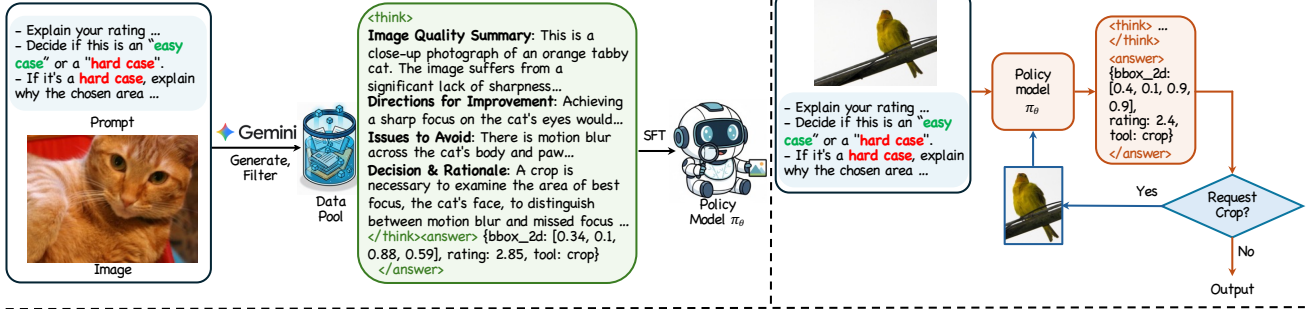 – Explain your rating ...
– Decide if this is an "easy
case" or a "hard case".
– If it's a hard case, explain
why the chosen area ...
Prompt
Image
Gemini
Generate,
Filter
Data
Pool
<think>
Image Quality Summary: This is a
close-up photograph of an orange tabby
cat. The image suffers from a
significant lack of sharpness...
Directions for Improvement: Achieving
a sharp focus on the cat's eyes would...
Issues to Avoid: There is motion blur
across the cat's body and paw...
Decision & Rationale: A crop is
necessary to examine the area of best
focus, the cat's face, to distinguish
between motion blur and missed focus ...
</think><answer> {bbox_2d: [0.34, 0.1,
0.88, 0.59], rating: 2.85, tool: crop}
</answer>
SFT
Policy
Model πθ
– Explain your rating ...
– Decide if this is an "easy
case" or a "hard case".
– If it's a hard case, explain
why the chosen area ...
Policy
model
πθ
<think> ...
</think>
<answer>
{bbox_2d:
[0.4, 0.1, 0.9,
0.9],
rating: 2.4,
tool: crop}
</answer>
Request
Crop?
Yes
No
Output